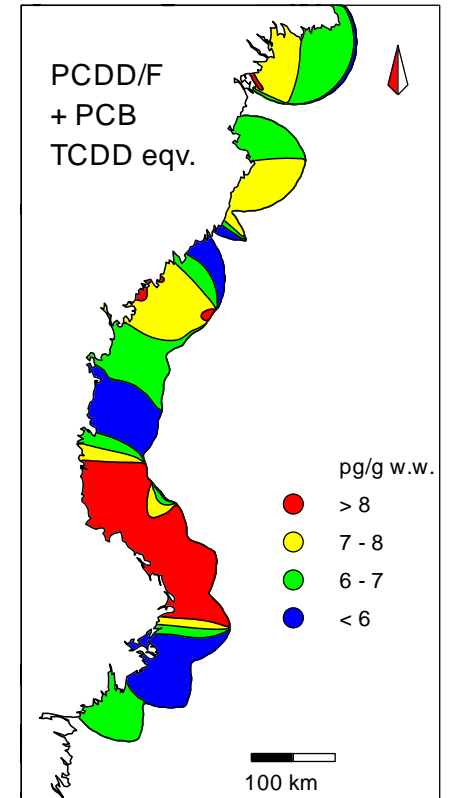 PCDD/F
+ PCB
TCDD eqv.
pg/g w.w.
> 8
7 - 8
6 - 7
< 6
100 km